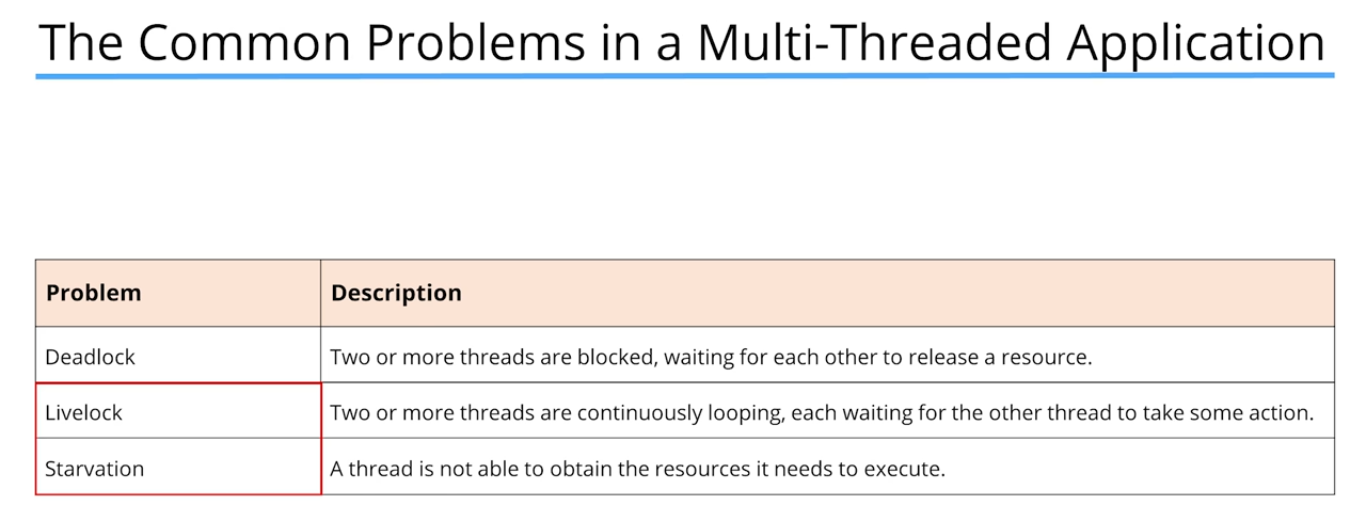 The Common Problems in a Multi-Threaded Application
Problem Description
Deadlock Two or more threads are blocked, waiting for each other to release a resource.
Livelock Two or more threads are continuously looping, each waiting for the other thread to take some action.
Starvation A thread is not able to obtain the resources it needs to execute.